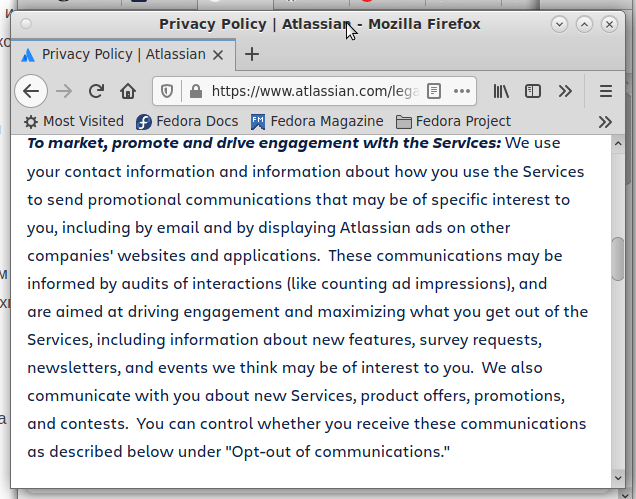 Privacy Policy | Atlassian - Mozilla Firefox
Privacy Policy | Atlassian
https://www.atlassian.com/lega
Most Visited Fedora Docs Fedora Magazine Fedora Project
To market, promote and drive engagement with the Services: We use
your contact information and information about how you use the Services
to send promotional communications that may be of specific interest to
you, including by email and by displaying Atlassian ads on other
companies' websites and applications. These communications may be
informed by audits of interactions (like counting ad impressions), and
are aimed at driving engagement and maximizing what you get out of the
Services, including information about new features, survey requests,
newsletters, and events we think may be of interest to you. We also
communicate with you about new Services, product offers, promotions,
and contests. You can control whether you receive these communications
as described below under "Opt-out of communications."